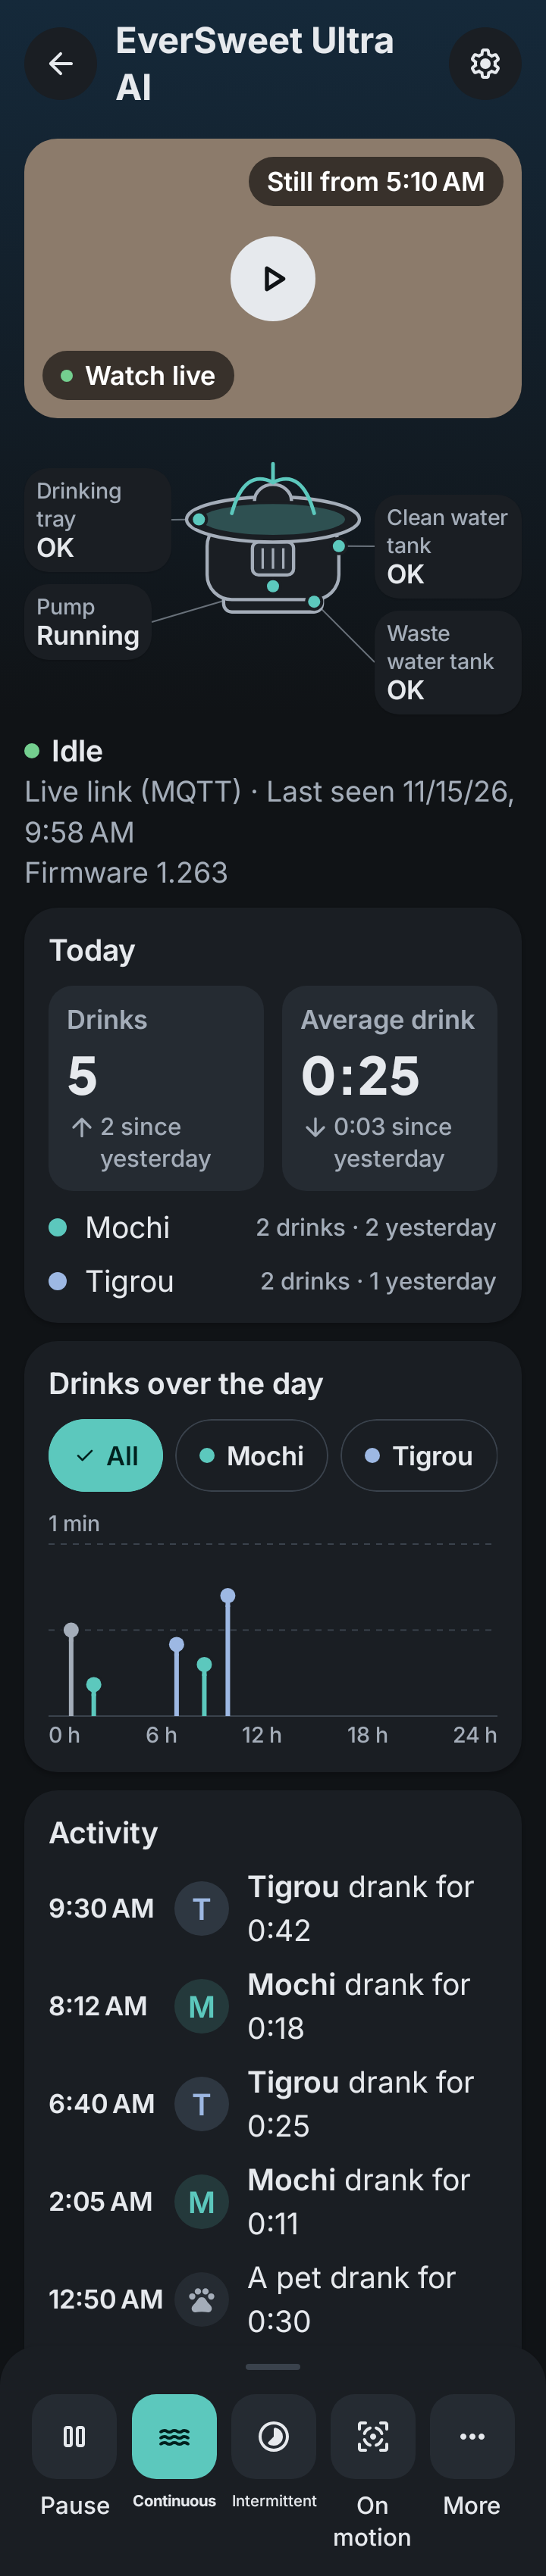 EverSweet Ultra
AI
Still from 5:10 AM
Watch live
Drinking
tray
OK
Clean water
tank
OK
Pump
Running
Waste
water tank
OK
Idle
Live link (MQTT) · Last seen 11/15/26,
9:58 AM
Firmware 1.263
Today
Drinks
5
↑ 2 since
yesterday
Average drink
0:25
↓ 0:03 since
yesterday
Mochi 2 drinks · 2 yesterday
Tigrou 2 drinks · 1 yesterday
Drinks over the day
All Mochi Tigrou
1 min
0 h 6 h 12 h 18 h 24 h
Activity
9:30 AM T Tigrou drank for
0:42
8:12 AM M Mochi drank for
0:18
6:40 AM T Tigrou drank for
0:25
2:05 AM M Mochi drank for
0:11
12:50 AM A pet drank for
0:30
Pause Continuous Intermittent On
motion
More